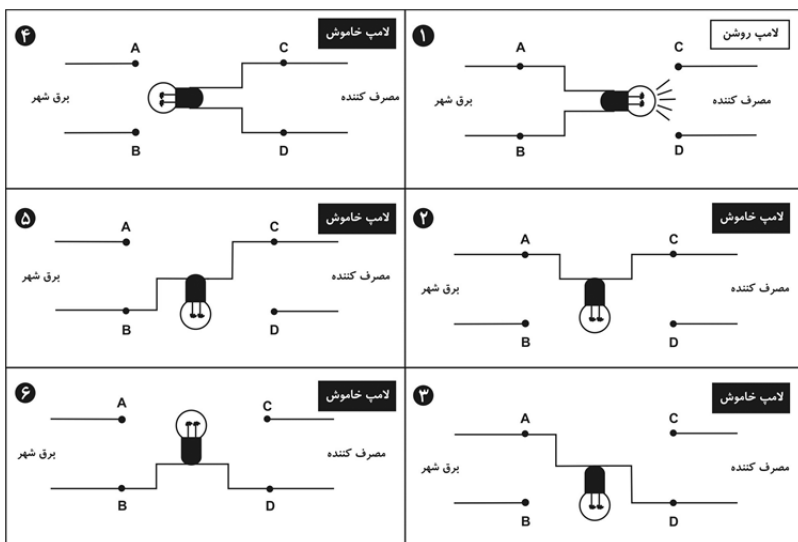 ۱
لامپ روشن
A
C
برق شهر
مصرف کننده
B
D
۲
لامپ خاموش
A
C
برق شهر
مصرف کننده
B
D
۳
لامپ خاموش
A
C
برق شهر
مصرف کننده
B
D
۴
لامپ خاموش
A
C
برق شهر
مصرف کننده
B
D
۵
لامپ خاموش
A
C
برق شهر
مصرف کننده
B
D
۶
لامپ خاموش
A
C
برق شهر
مصرف کننده
B
D